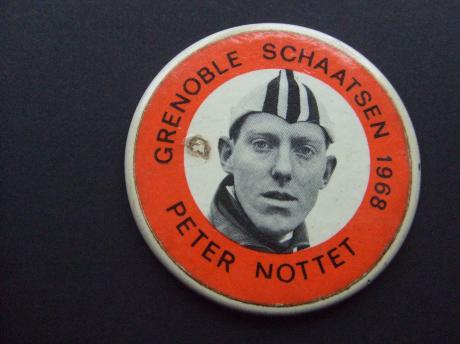 GRENOBLE SCHAATSEN 1968
PETER NOTTET